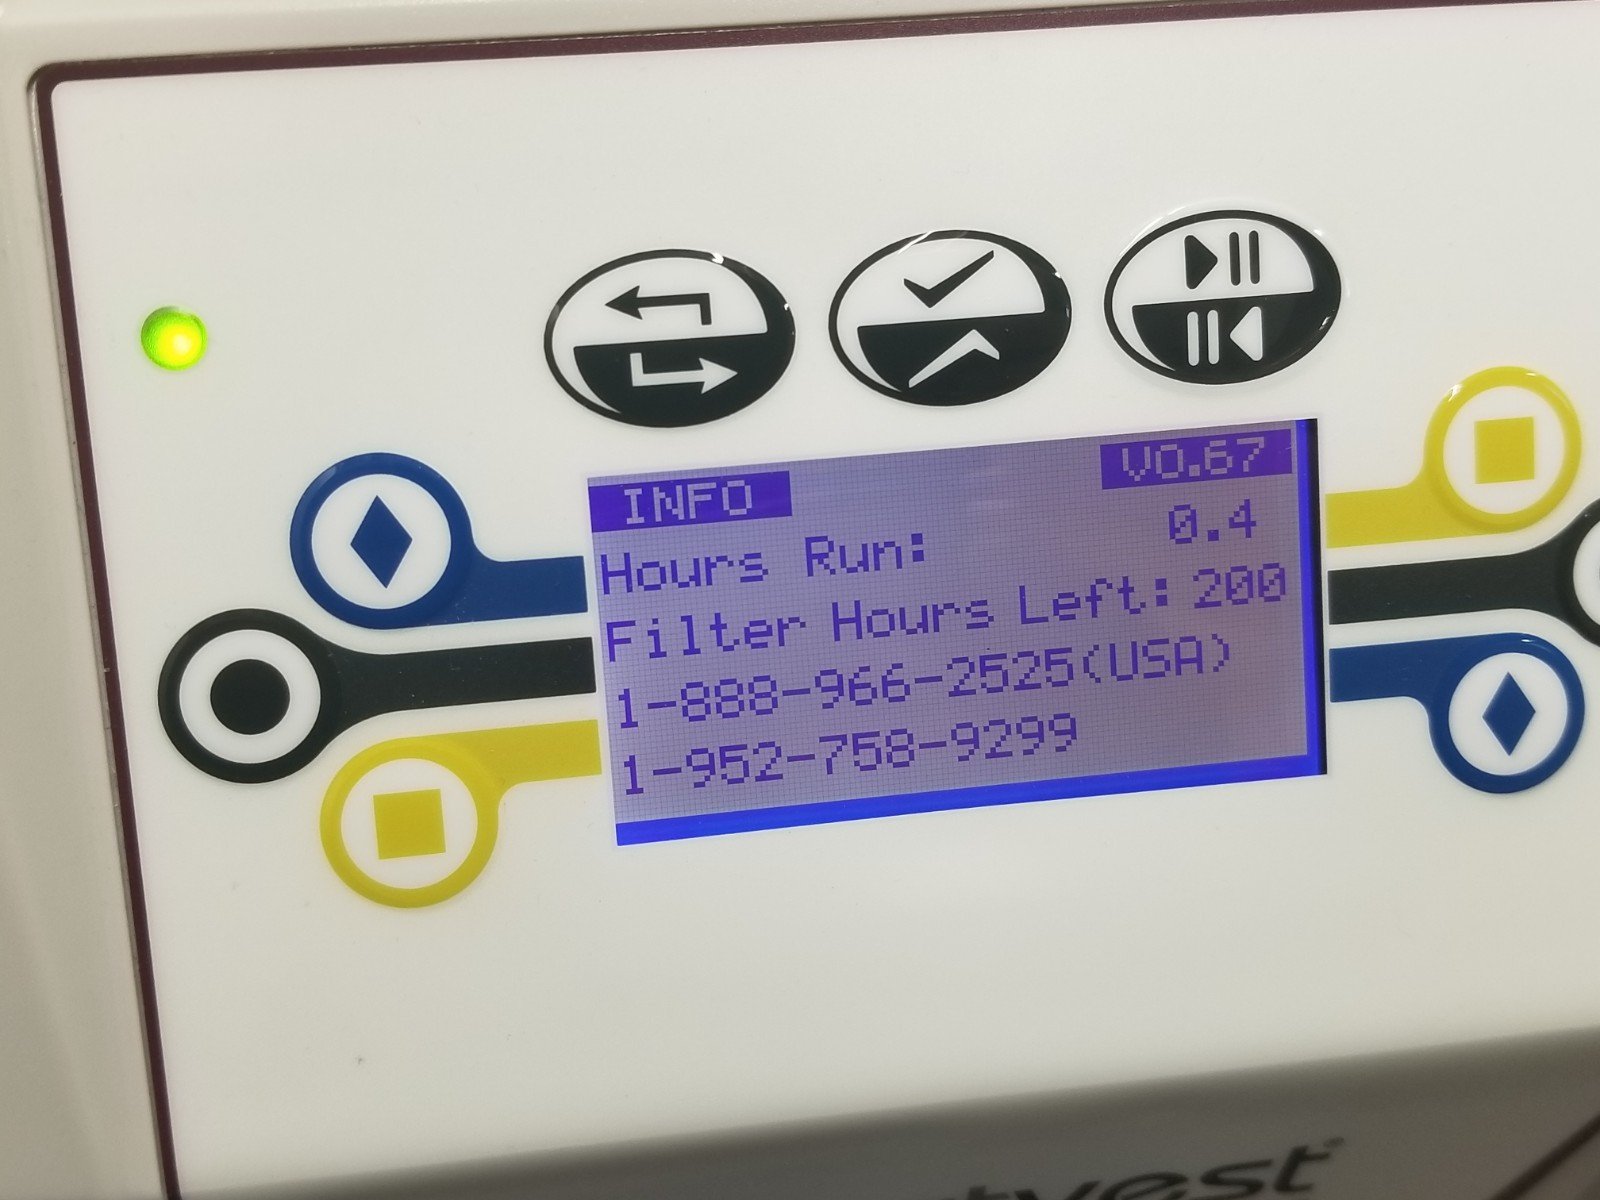 INFO V0.67
Hours Run: 0.4
Filter Hours Left: 200
1-888-966-2525(USA)
1-952-758-9299